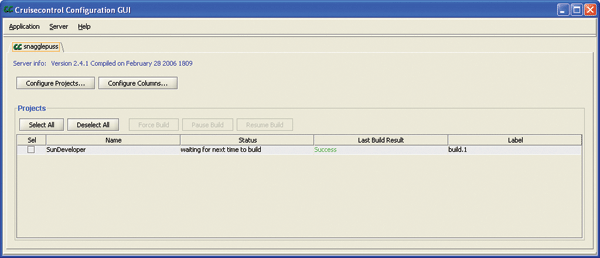 Cruisecontrol Configuration GUI
Application Server Help
snagglepuss
Server info: Version 2.4.1 Compiled on February 28 2006 1809
Configure Projects... Configure Columns...
Projects
Select All Deselect All Force Build Pause Build Resume Build
Sel Name Status Last Build Result Label
SunDeveloper waiting for next time to build Success build.1